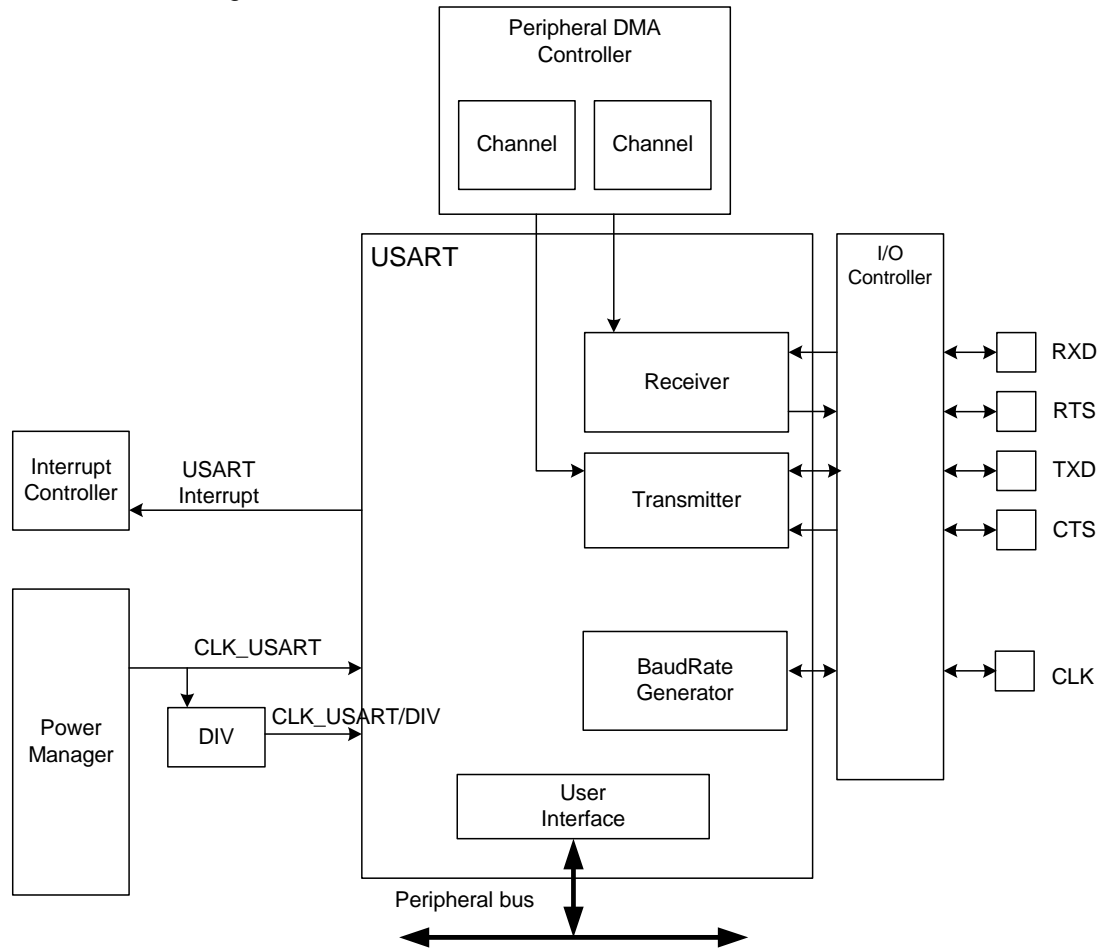 Peripheral DMA
Controller
Channel
Channel
USART
I/O
Controller
Receiver
RXD
RTS
Interrupt
Controller
USART
Interrupt
Transmitter
TXD
CTS
CLK_USART
BaudRate
Generator
CLK
Power
Manager
DIV
CLK_USART/DIV
User
Interface
Peripheral bus